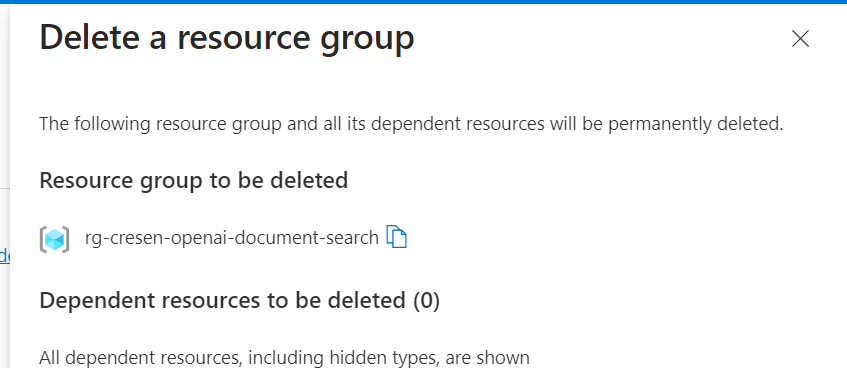 Delete a resource group
The following resource group and all its dependent resources will be permanently deleted.
Resource group to be deleted
rg-cresen-openai-document-search
Dependent resources to be deleted (0)
All dependent resources, including hidden types, are shown